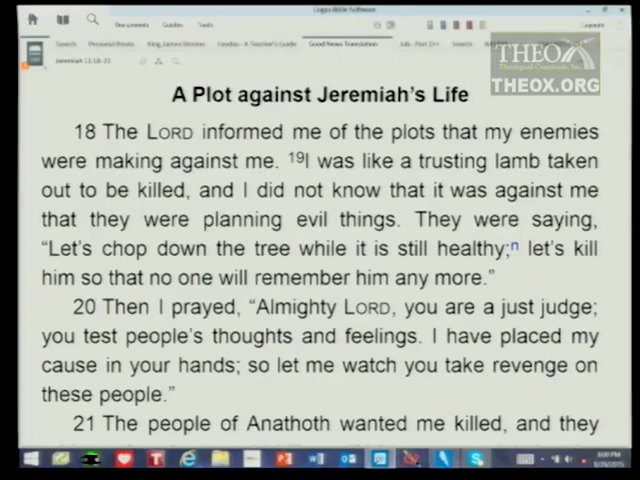 Logos Bible Software
Documents Guides Tools
Layouts
Search Personal Books King James Version Exodus - A Teacher's Guide Good News Translation Job - Part 2++ Search
Jeremiah 11:18-23
THEOX
THEOX.ORG
A Plot against Jeremiah's Life
18 The LORD informed me of the plots that my enemies
were making against me. 19I was like a trusting lamb taken
out to be killed, and I did not know that it was against me
that they were planning evil things. They were saying,
“Let's chop down the tree while it is still healthy;n let's kill
him so that no one will remember him any more.”
20 Then I prayed, “Almighty LORD, you are a just judge;
you test people's thoughts and feelings. I have placed my
cause in your hands; so let me watch you take revenge on
these people.”
21 The people of Anathoth wanted me killed, and they
8:00 PM